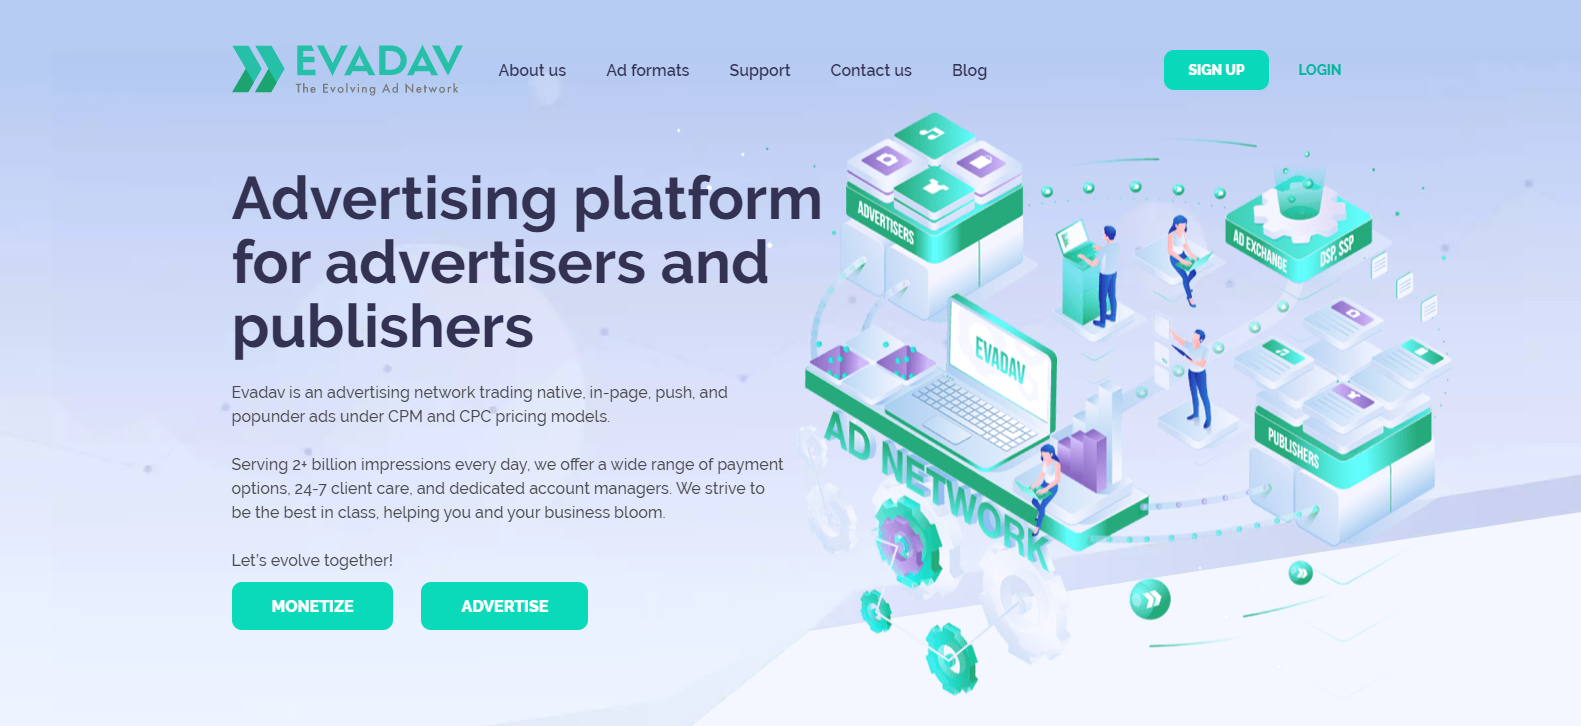 EVADAV
The Evolving Ad Network
About us
Ad formats
Support
Contact us
Blog
SIGN UP
LOGIN
Advertising platform
for advertisers and
publishers
Evadav is an advertising network trading native, in-page, push, and
popunder ads under CPM and CPC pricing models.
Serving 2+ billion impressions every day, we offer a wide range of payment
options, 24-7 client care, and dedicated account managers. We strive to
be the best in class, helping you and your business bloom.
Let's evolve together!
MONETIZE
ADVERTISE
ADVERTISERS
AD EXCHANGE
DSP, SSP
EVADAV
AD NETWORK
PUBLISHERS